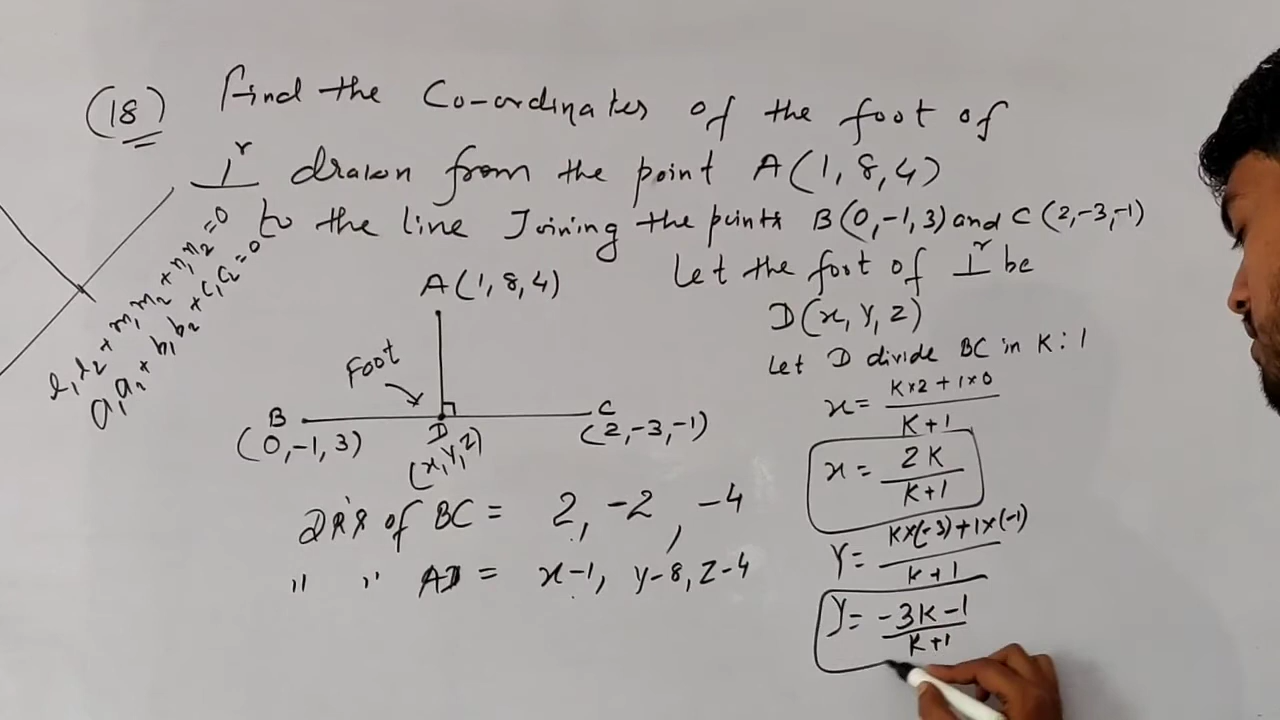 (18) Find the Co-ordinates of the foot of
⊥r drawn from the point A(1, 8, 4)
to the line Joining the points B(0, -1, 3) and C(2, -3, -1)
l₁l₂ + m₁m₂ + n₁n₂ = 0
a₁a₂ + b₁b₂ + c₁c₂ = 0
A(1, 8, 4)
Foot
B
(0, -1, 3)
D
(x, y, z)
C
(2, -3, -1)
DR's of BC = 2, -2, -4
" " AD = x-1, y-8, z-4
Let the foot of ⊥r be
D(x, y, z)
Let D divide BC in K : 1
x = K×2 + 1×0 / K+1
x = 2K / K+1
Y = K×(-3) + 1×(-1) / K+1
Y = -3K-1 / K+1